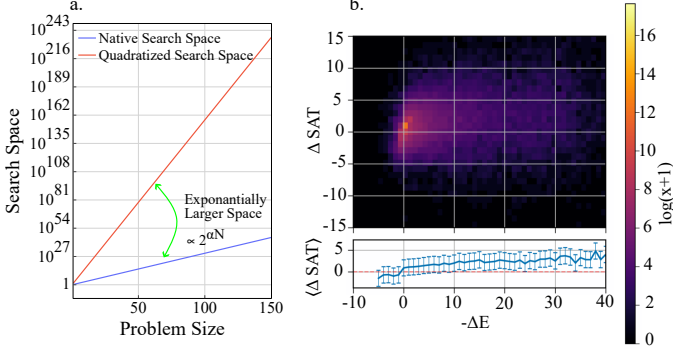 a.
Search Space
10^243
10^216
10^189
10^162
10^135
10^108
10^81
10^54
10^27
1
Native Search Space
Quadratized Search Space
Exponantially
Larger Space
∝ 2^αN
50
100
150
Problem Size
b.
Δ SAT
15
10
5
0
−5
−10
−15
⟨Δ SAT⟩
5
0
-10
0
10
20
30
40
-ΔE
16
14
12
10
8
6
4
2
0
log(x+1)